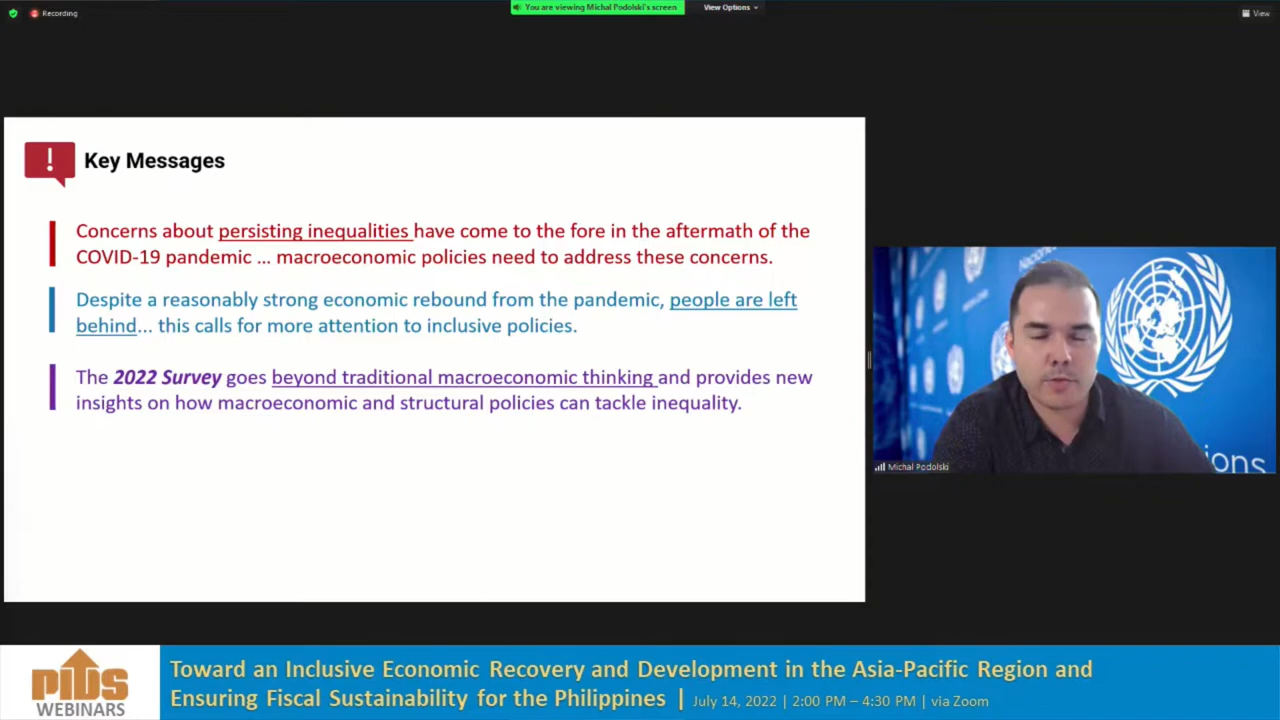 Recording
You are viewing Michal Podolski's screen
View Options
View
Key Messages
Concerns about persisting inequalities have come to the fore in the aftermath of the
COVID-19 pandemic ... macroeconomic policies need to address these concerns.
Despite a reasonably strong economic rebound from the pandemic, people are left
behind... this calls for more attention to inclusive policies.
The 2022 Survey goes beyond traditional macroeconomic thinking and provides new
insights on how macroeconomic and structural policies can tackle inequality.
Michal Podolski
pids
WEBINARS
Toward an Inclusive Economic Recovery and Development in the Asia-Pacific Region and
Ensuring Fiscal Sustainability for the Philippines | July 14, 2022 | 2:00 PM – 4:30 PM | via Zoom